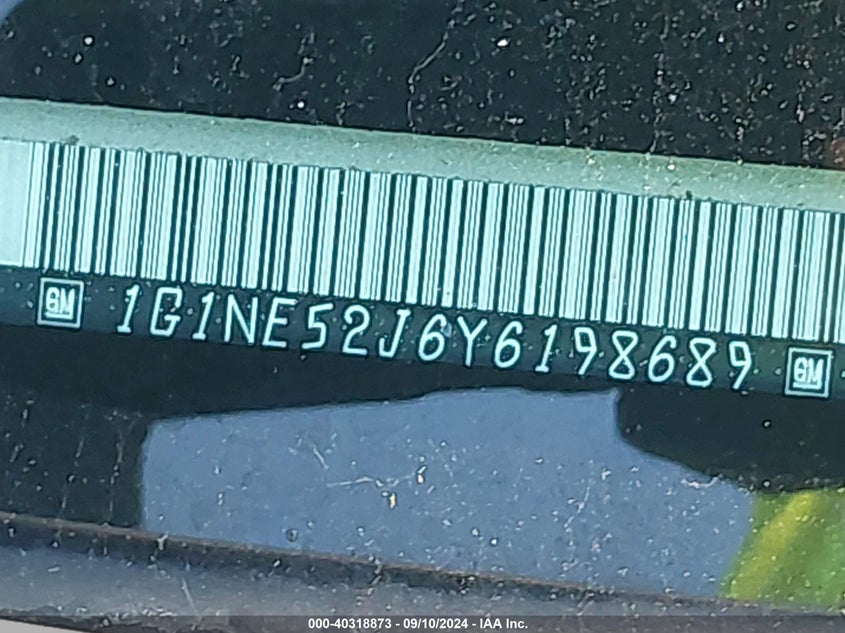 GM 1G1NE52J6Y6198689 GM
000-40318873 - 09/10/2024 - IAA Inc.